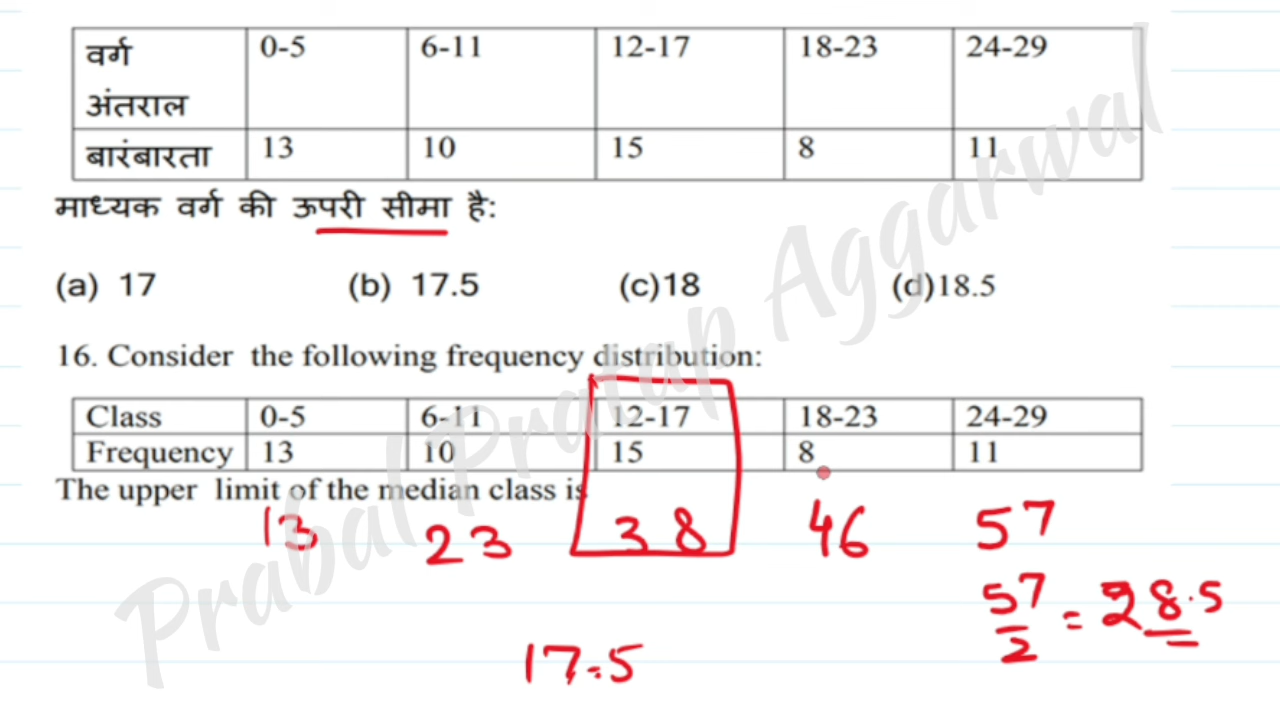 वर्ग अंतराल 0-5 6-11 12-17 18-23 24-29
बारंबारता 13 10 15 8 11
माध्यक वर्ग की ऊपरी सीमा है:
(a) 17 (b) 17.5 (c)18 (d)18.5
16. Consider the following frequency distribution:
Class 0-5 6-11 12-17 18-23 24-29
Frequency 13 10 15 8 11
The upper limit of the median class is
13 23 38 46 57
57/2 = 28.5
17.5
Prabal Pratap Aggarwal